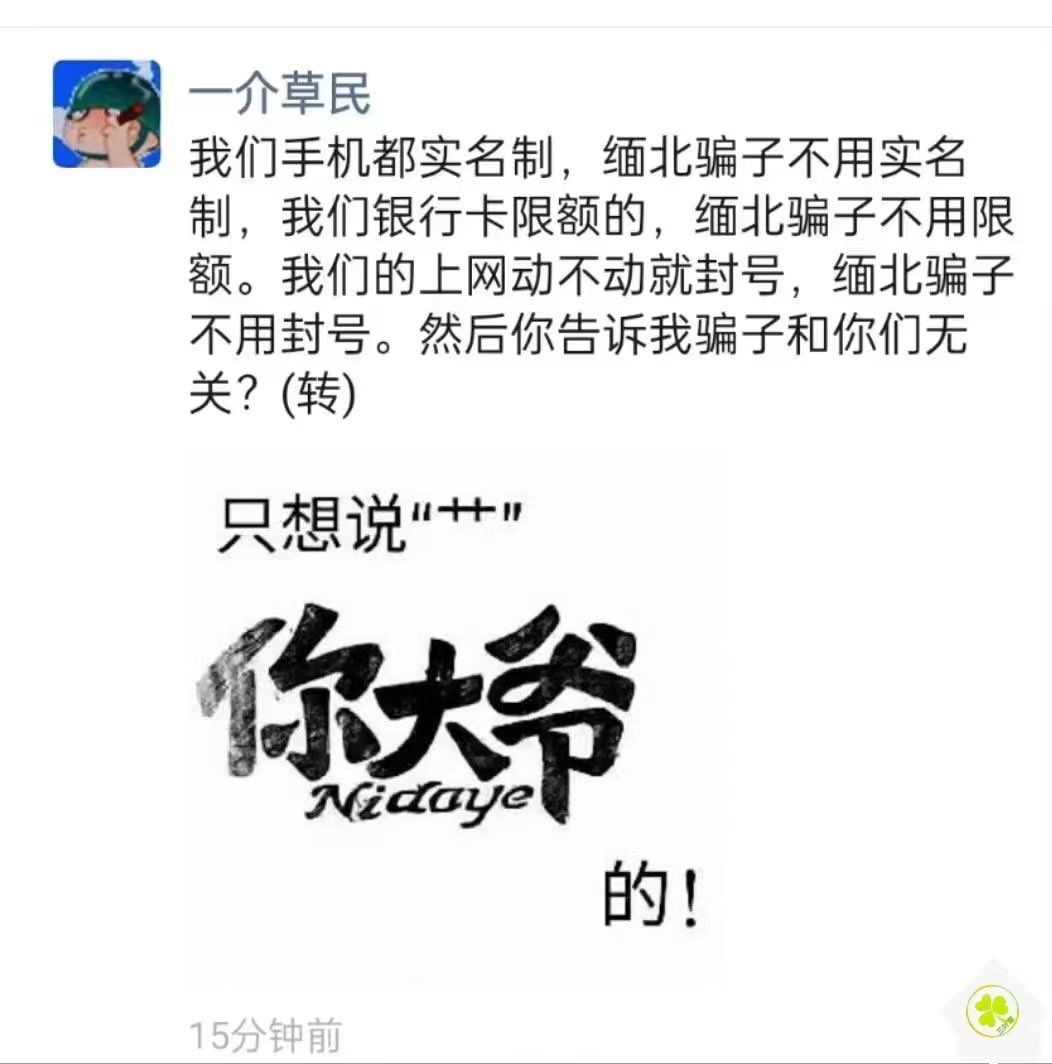 一介草民
我们手机都实名制，缅北骗子不用实名
制，我们银行卡限额的，缅北骗子不用限
额。我们的上网动不动就封号，缅北骗子
不用封号。然后你告诉我骗子和你们无
关？(转)
只想说“艹”
你大爷
Nidaye
的！
15分钟前